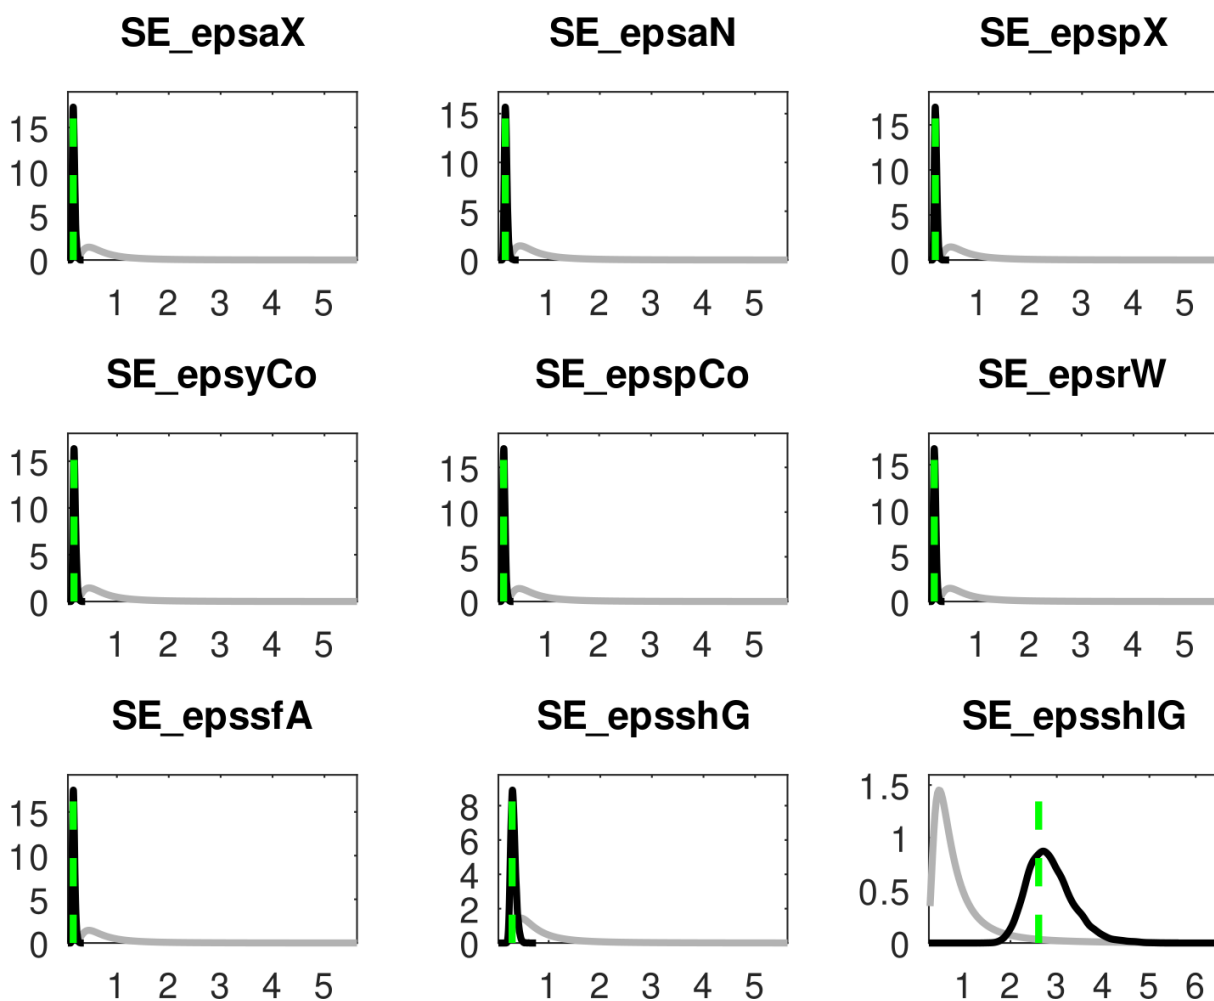 SE_epsaX SE_epsaN SE_epspX
15 15 15
10 10 10
5 5 5
0 0 0
1 2 3 4 5 1 2 3 4 5 1 2 3 4 5
SE_epsyCo SE_epspCo SE_epsrW
15 15 15
10 10 10
5 5 5
0 0 0
1 2 3 4 5 1 2 3 4 5 1 2 3 4 5
SE_epssfA SE_epsshG SE_epsshIG
15 8 1.5
10 6 1
5 4 0.5
0 2 0
0
1 2 3 4 5 1 2 3 4 5 1 2 3 4 5 6